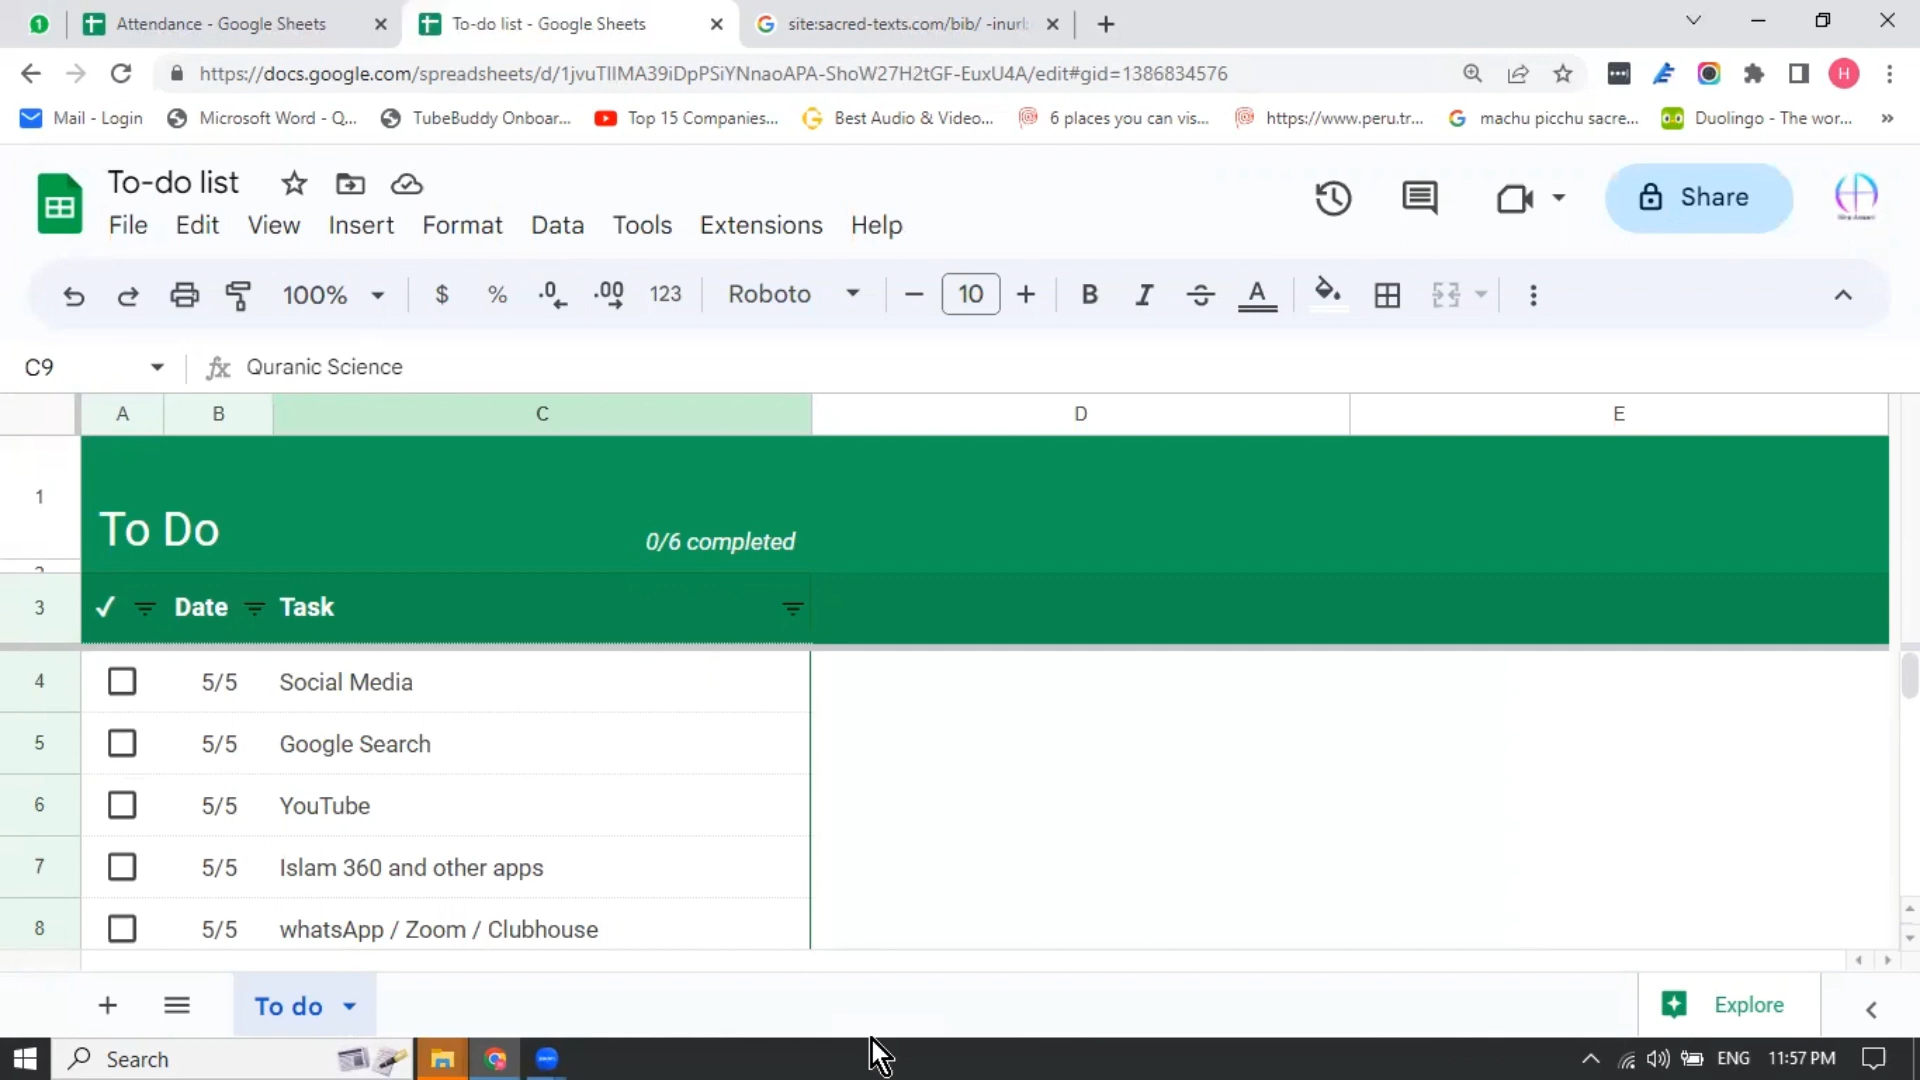 Attendance - Google Sheets
To-do list - Google Sheets
site:sacred-texts.com/bib/ -inurl:
https://docs.google.com/spreadsheets/d/1jvuTIIMA39iDpPSiYNnaoAPA-ShoW27H2tGF-EuxU4A/edit#gid=1386834576
H
Mail - Login
Microsoft Word - Q...
TubeBuddy Onboar...
Top 15 Companies...
Best Audio & Video...
6 places you can vis...
https://www.peru.tr...
machu picchu sacre...
Duolingo - The wor...
To-do list
File Edit View Insert Format Data Tools Extensions Help
Share
100% $ % .0 .00 123 Roboto 10 B I A
C9 fx Quranic Science
A B C D E
1 To Do 0/6 completed
3 ✓ Date Task
4 5/5 Social Media
5 5/5 Google Search
6 5/5 YouTube
7 5/5 Islam 360 and other apps
8 5/5 whatsApp / Zoom / Clubhouse
To do
Explore
Search
ENG 11:57 PM